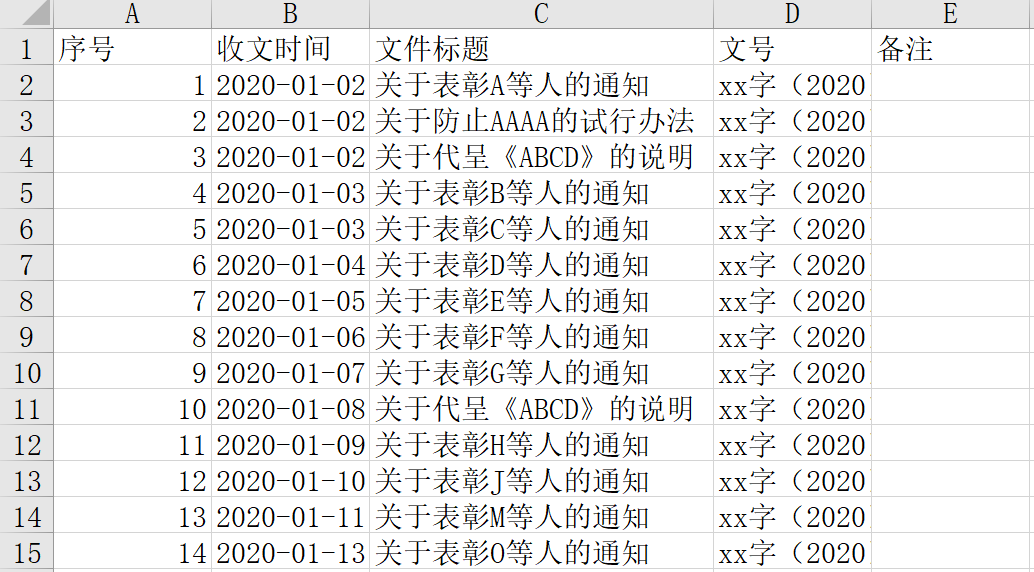 A B C D E
1 序号 收文时间 文件标题 文号 备注
2 1 2020-01-02 关于表彰A等人的通知 xx字（2020
3 2 2020-01-02 关于防止AAAA的试行办法 xx字（2020
4 3 2020-01-02 关于代呈《ABCD》的说明 xx字（2020
5 4 2020-01-03 关于表彰B等人的通知 xx字（2020
6 5 2020-01-03 关于表彰C等人的通知 xx字（2020
7 6 2020-01-04 关于表彰D等人的通知 xx字（2020
8 7 2020-01-05 关于表彰E等人的通知 xx字（2020
9 8 2020-01-06 关于表彰F等人的通知 xx字（2020
10 9 2020-01-07 关于表彰G等人的通知 xx字（2020
11 10 2020-01-08 关于代呈《ABCD》的说明 xx字（2020
12 11 2020-01-09 关于表彰H等人的通知 xx字（2020
13 12 2020-01-10 关于表彰J等人的通知 xx字（2020
14 13 2020-01-11 关于表彰M等人的通知 xx字（2020
15 14 2020-01-13 关于表彰O等人的通知 xx字（2020